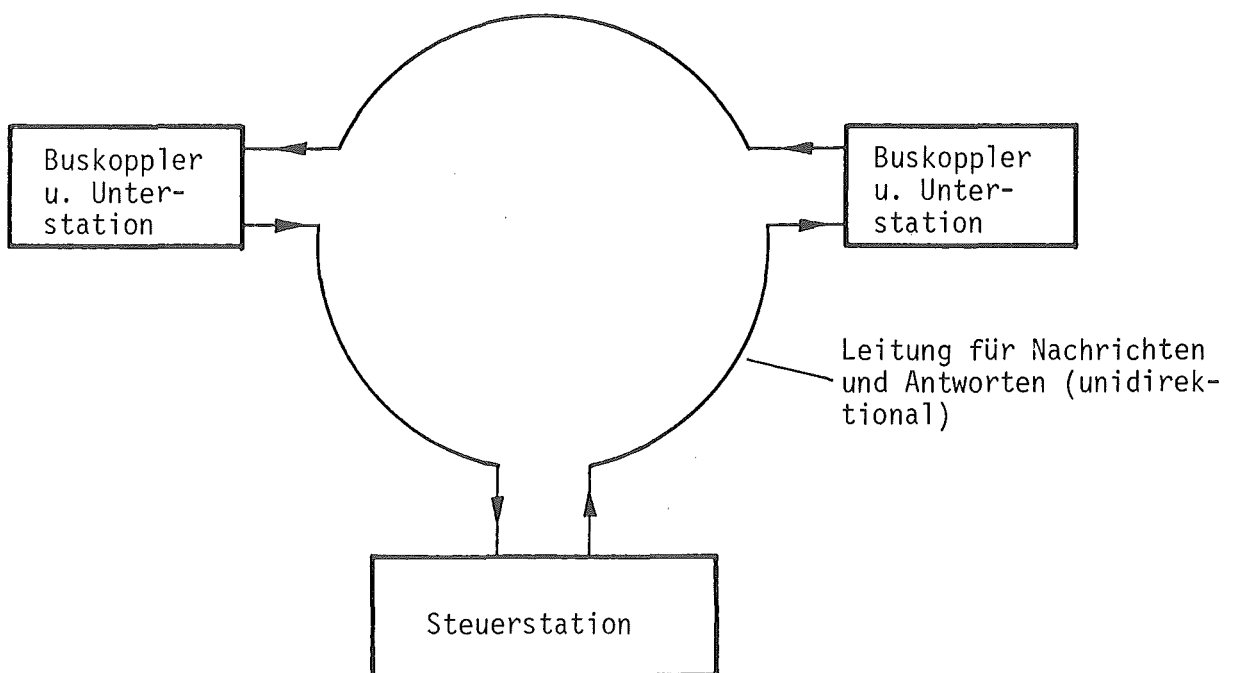 Buskoppler
u. Unter-
station
Buskoppler
u. Unter-
station
Leitung für Nachrichten
und Antworten (unidirek-
tional)
Steuerstation